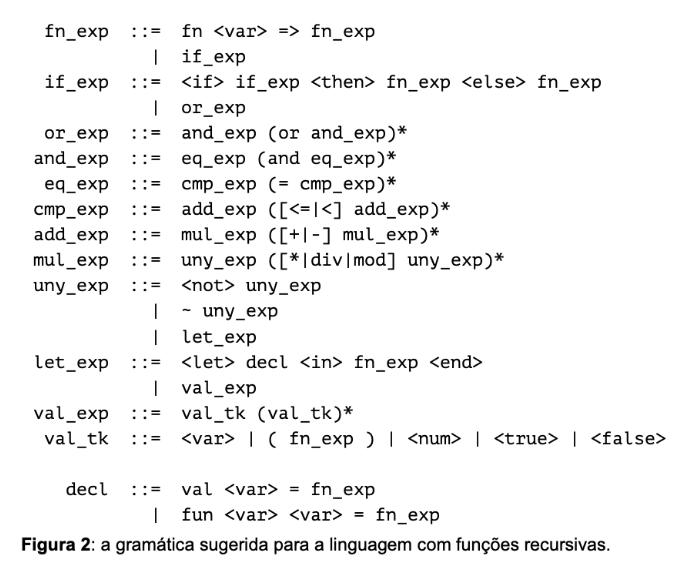 fn_exp ::= fn <var> => fn_exp
| if_exp
if_exp ::= <if> if_exp <then> fn_exp <else> fn_exp
| or_exp
or_exp ::= and_exp (or and_exp)*
and_exp ::= eq_exp (and eq_exp)*
eq_exp ::= cmp_exp (= cmp_exp)*
cmp_exp ::= add_exp ([<=|<] add_exp)*
add_exp ::= mul_exp ([+|-] mul_exp)*
mul_exp ::= uny_exp ([*|div|mod] uny_exp)*
uny_exp ::= <not> uny_exp
| ~ uny_exp
| let_exp
let_exp ::= <let> decl <in> fn_exp <end>
| val_exp
val_exp ::= val_tk (val_tk)*
val_tk ::= <var> | ( fn_exp ) | <num> | <true> | <false>
decl ::= val <var> = fn_exp
| fun <var> <var> = fn_exp
Figura 2: a gramática sugerida para a linguagem com funções recursivas.